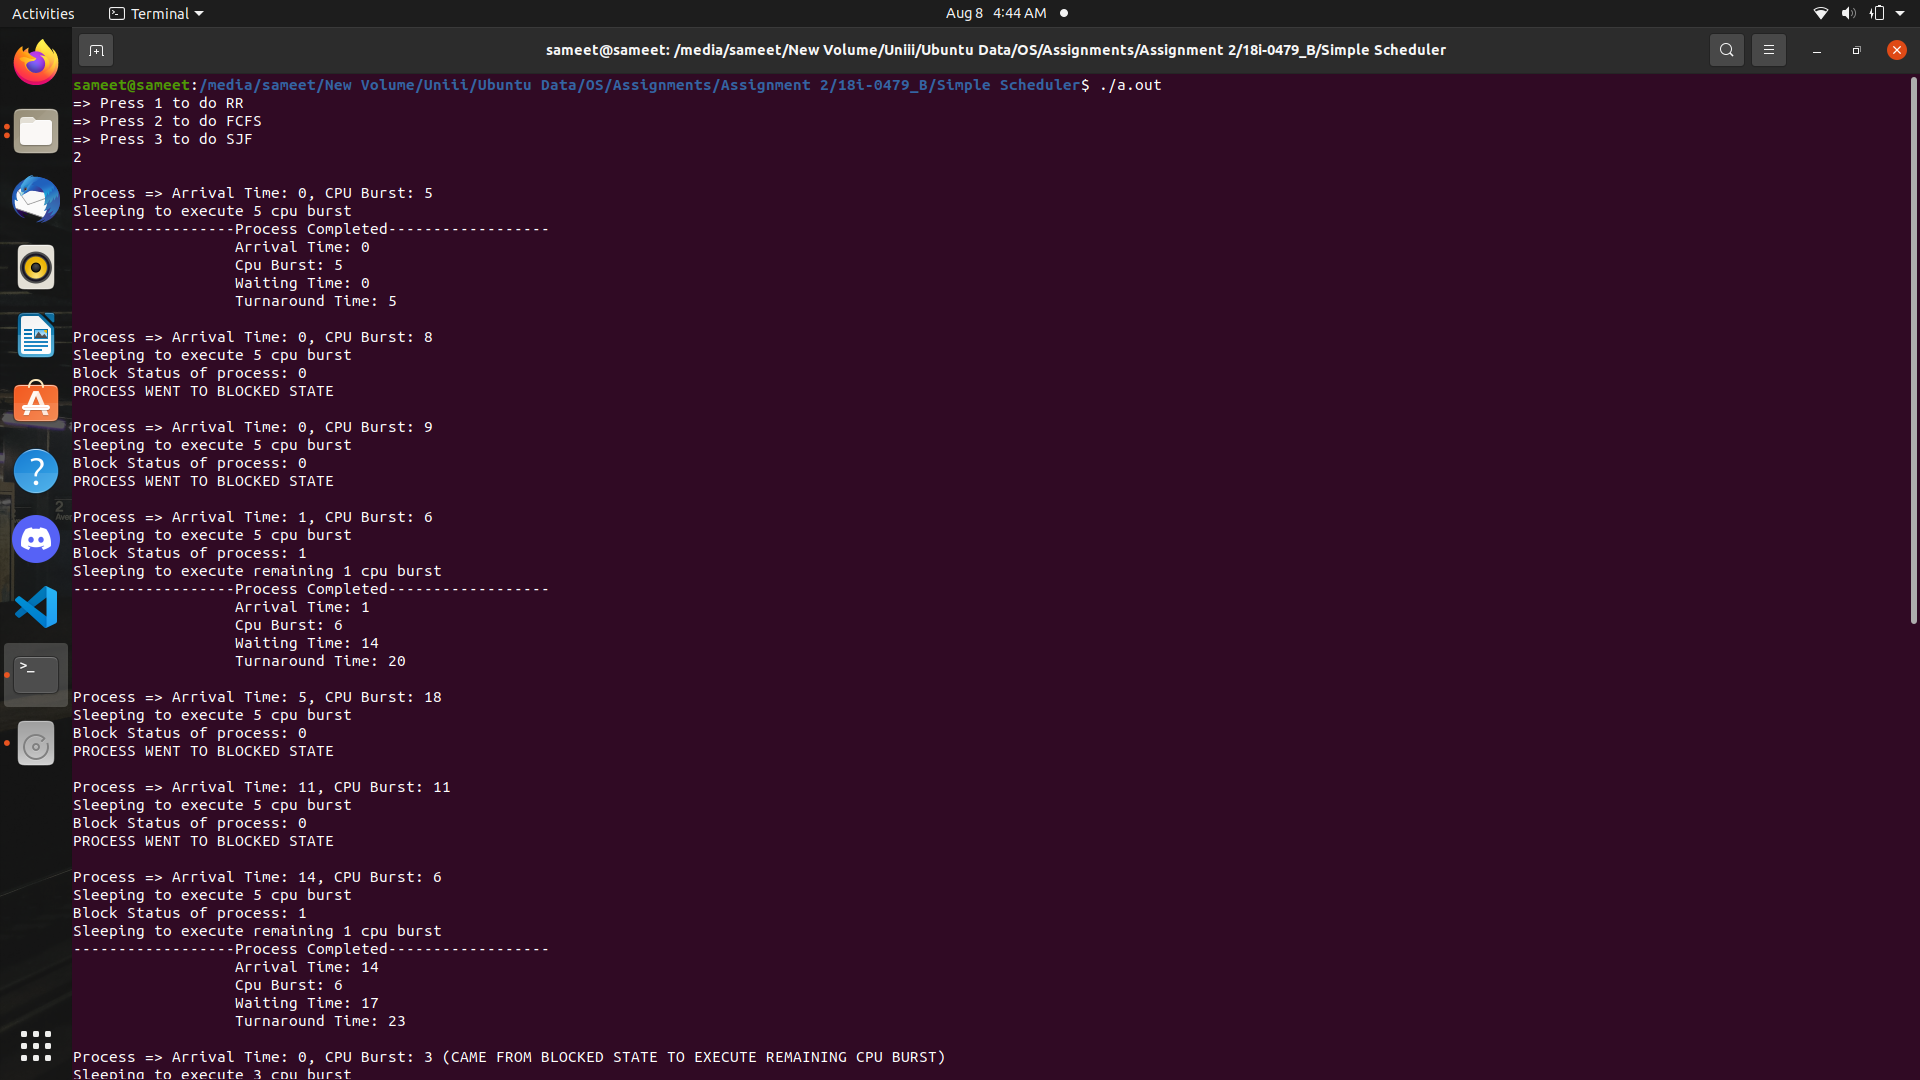 Activities
Terminal
Aug 8 4:44 AM
sameet@sameet: /media/sameet/New Volume/Uniii/Ubuntu Data/OS/Assignments/Assignment 2/18i-0479_B/Simple Scheduler
sameet@sameet:/media/sameet/New Volume/Uniii/Ubuntu Data/OS/Assignments/Assignment 2/18i-0479_B/Simple Scheduler$ ./a.out
=> Press 1 to do RR
=> Press 2 to do FCFS
=> Press 3 to do SJF
2
Process => Arrival Time: 0, CPU Burst: 5
Sleeping to execute 5 cpu burst
------------------Process Completed------------------
Arrival Time: 0
Cpu Burst: 5
Waiting Time: 0
Turnaround Time: 5
Process => Arrival Time: 0, CPU Burst: 8
Sleeping to execute 5 cpu burst
Block Status of process: 0
PROCESS WENT TO BLOCKED STATE
Process => Arrival Time: 0, CPU Burst: 9
Sleeping to execute 5 cpu burst
Block Status of process: 0
PROCESS WENT TO BLOCKED STATE
Process => Arrival Time: 1, CPU Burst: 6
Sleeping to execute 5 cpu burst
Block Status of process: 1
Sleeping to execute remaining 1 cpu burst
------------------Process Completed------------------
Arrival Time: 1
Cpu Burst: 6
Waiting Time: 14
Turnaround Time: 20
Process => Arrival Time: 5, CPU Burst: 18
Sleeping to execute 5 cpu burst
Block Status of process: 0
PROCESS WENT TO BLOCKED STATE
Process => Arrival Time: 11, CPU Burst: 11
Sleeping to execute 5 cpu burst
Block Status of process: 0
PROCESS WENT TO BLOCKED STATE
Process => Arrival Time: 14, CPU Burst: 6
Sleeping to execute 5 cpu burst
Block Status of process: 1
Sleeping to execute remaining 1 cpu burst
------------------Process Completed------------------
Arrival Time: 14
Cpu Burst: 6
Waiting Time: 17
Turnaround Time: 23
Process => Arrival Time: 0, CPU Burst: 3 (CAME FROM BLOCKED STATE TO EXECUTE REMAINING CPU BURST)
Sleeping to execute 3 cpu burst